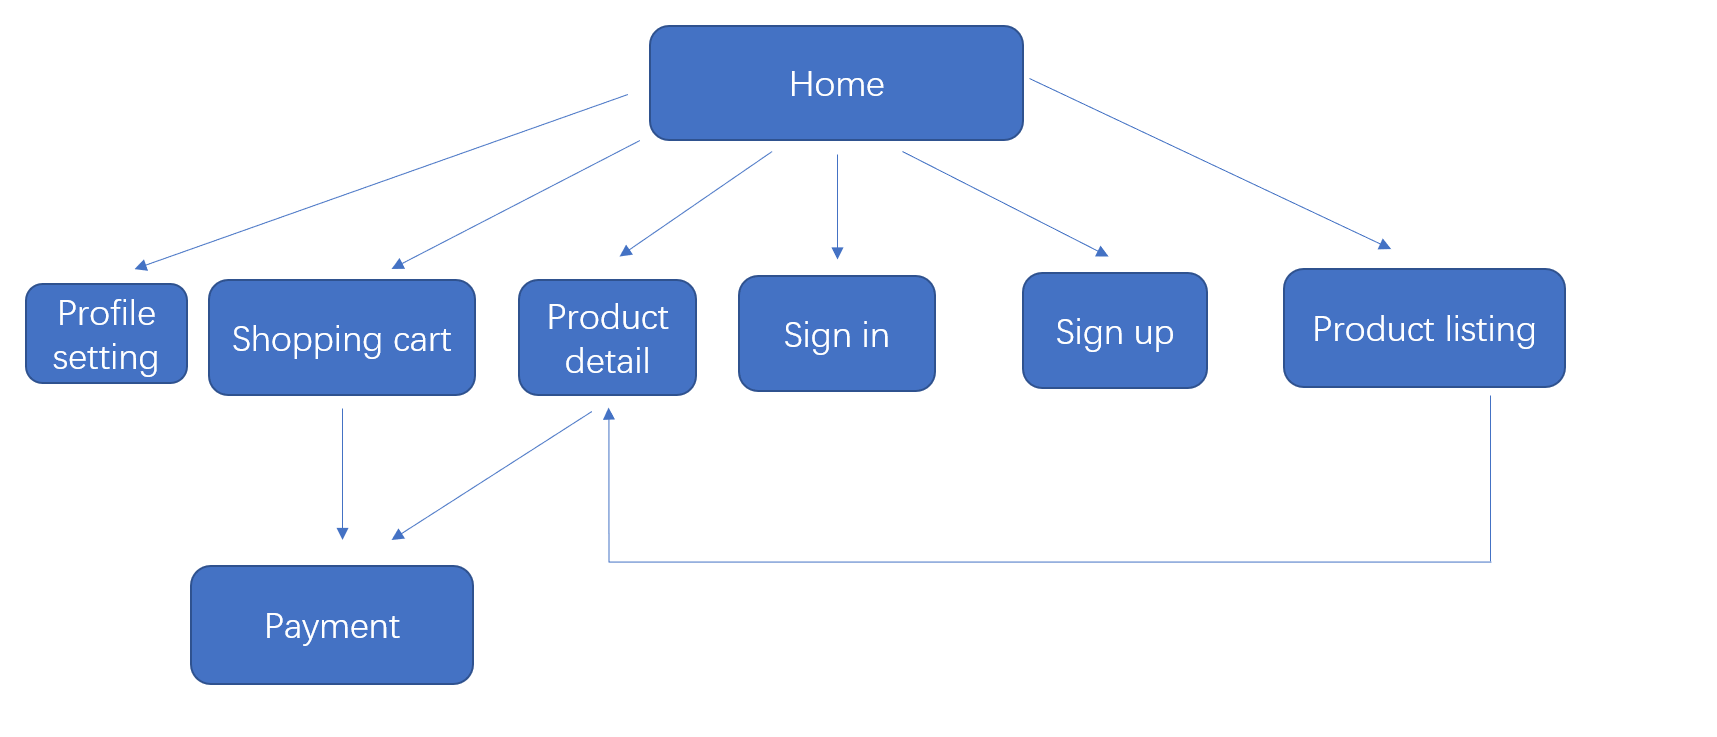 Home
Profile
setting
Shopping cart
Product
detail
Sign in
Sign up
Product listing
Payment